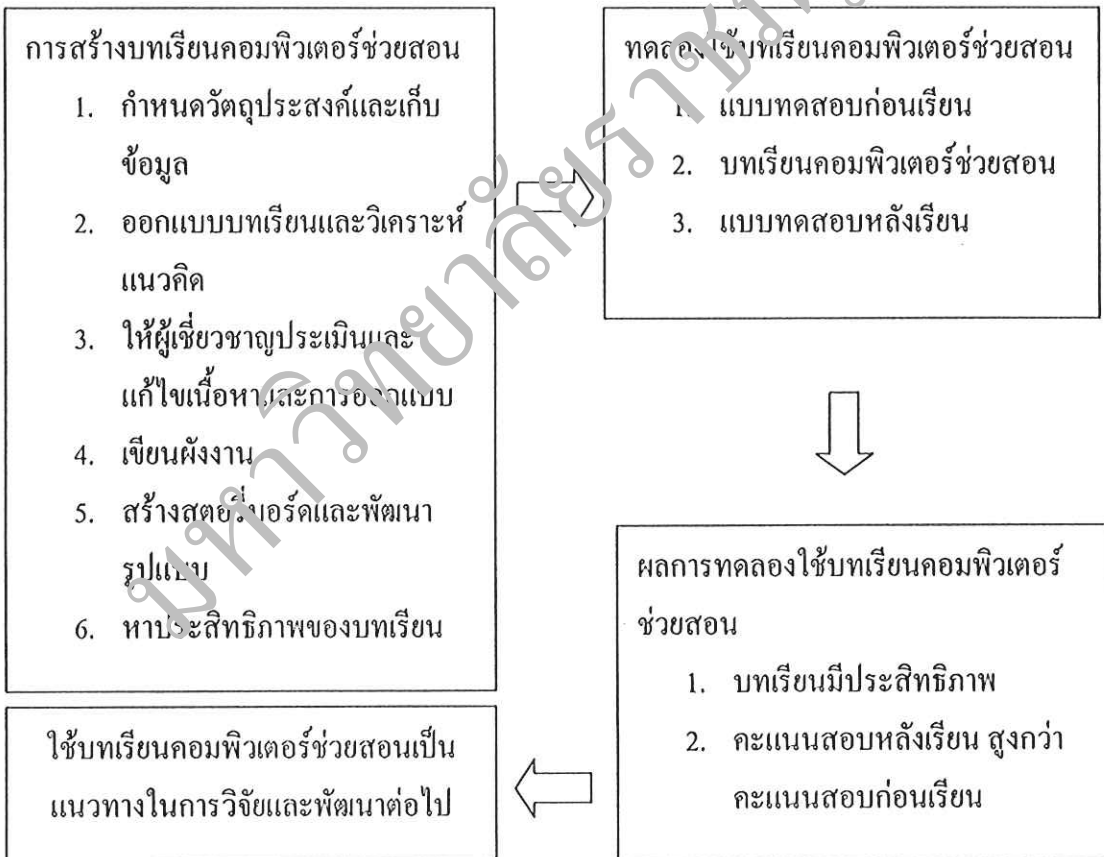 การสร้างบทเรียนคอมพิวเตอร์ช่วยสอน
1. กำหนดวัตถุประสงค์และเก็บ
ข้อมูล
2. ออกแบบบทเรียนและวิเคราะห์
แนวคิด
3. ให้ผู้เชี่ยวชาญประเมินและ
แก้ไขเนื้อหาและการออกแบบ
4. เขียนผังงาน
5. สร้างสตอรี่บอร์ดและพัฒนา
รูปแบบ
6. หาประสิทธิภาพของบทเรียน
ทดลองใช้บทเรียนคอมพิวเตอร์ช่วยสอน
1. แบบทดสอบก่อนเรียน
2. บทเรียนคอมพิวเตอร์ช่วยสอน
3. แบบทดสอบหลังเรียน
ผลการทดลองใช้บทเรียนคอมพิวเตอร์
ช่วยสอน
1. บทเรียนมีประสิทธิภาพ
2. คะแนนสอบหลังเรียน สูงกว่า
คะแนนสอบก่อนเรียน
ใช้บทเรียนคอมพิวเตอร์ช่วยสอนเป็น
แนวทางในการวิจัยและพัฒนาต่อไป
มหาวิทยาลัยราช